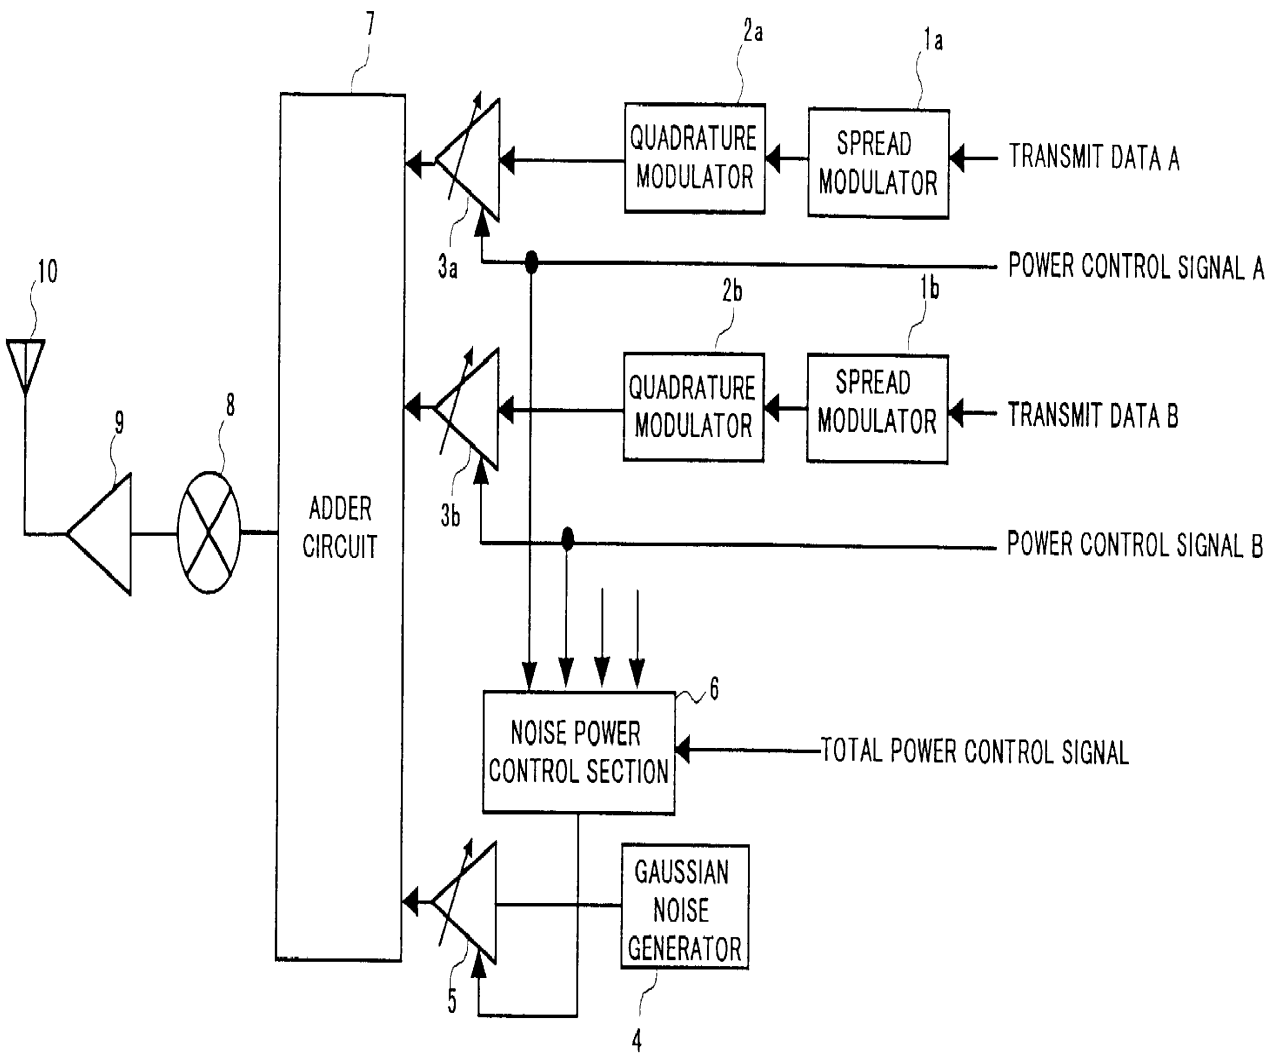 7
2a
1a
QUADRATURE
MODULATOR
SPREAD
MODULATOR
TRANSMIT DATA A
3a
POWER CONTROL SIGNAL A
10
2b
1b
QUADRATURE
MODULATOR
SPREAD
MODULATOR
TRANSMIT DATA B
9
8
3b
ADDER
CIRCUIT
POWER CONTROL SIGNAL B
6
NOISE POWER
CONTROL SECTION
TOTAL POWER CONTROL SIGNAL
GAUSSIAN
NOISE
GENERATOR
5
4